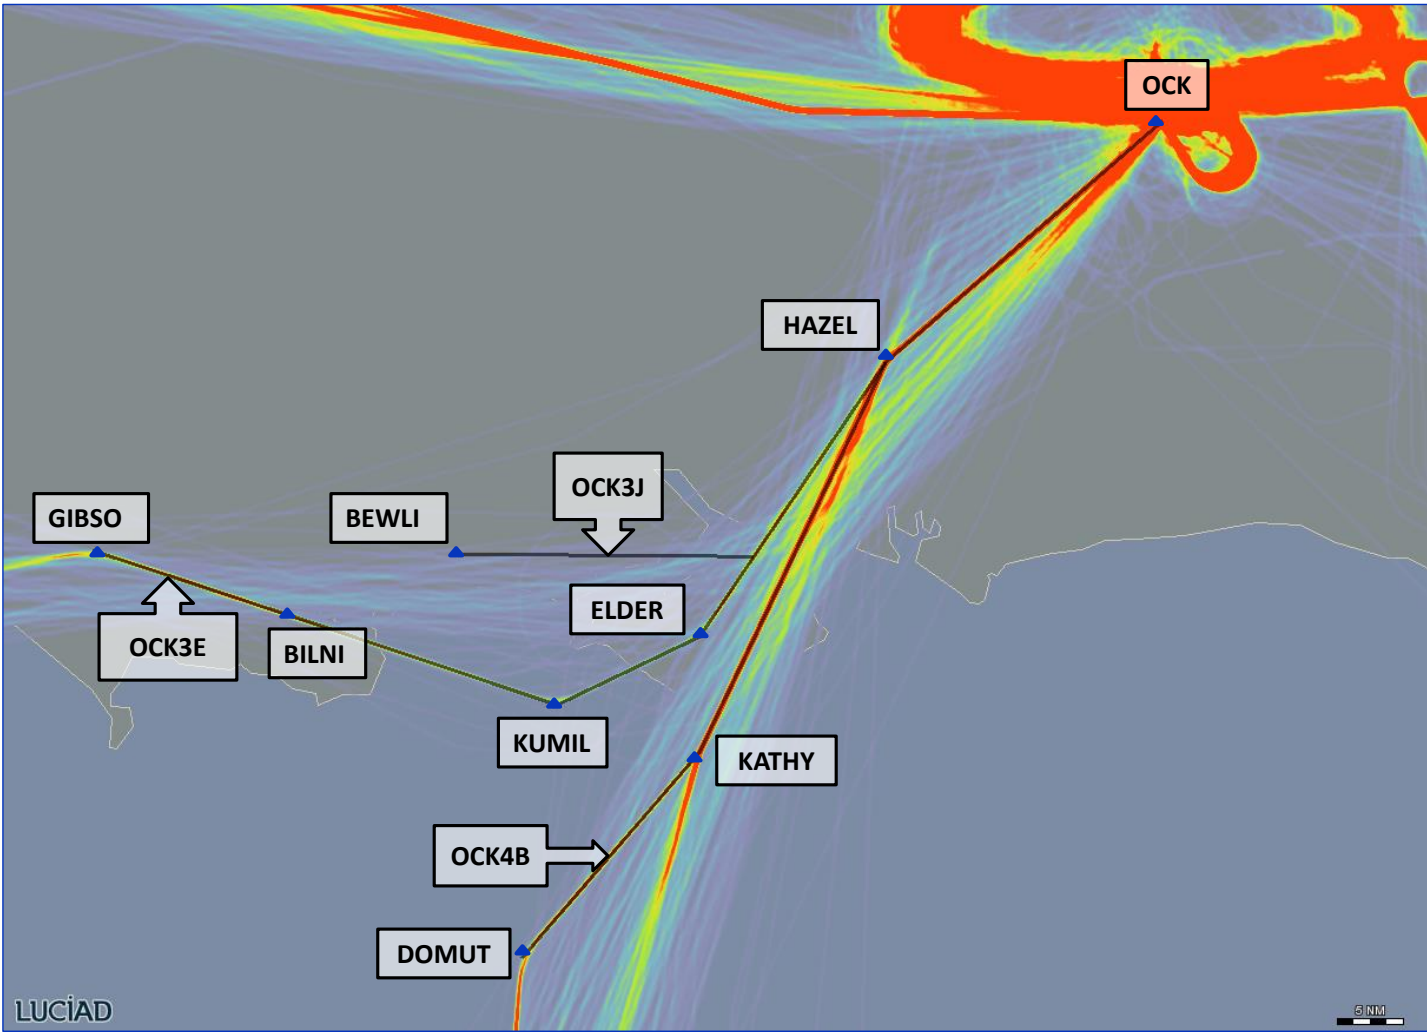 OCK
HAZEL
OCK3J
GIBSO
BEWLI
ELDER
OCK3E
BILNI
KUMIL
KATHY
OCK4B
DOMUT
LUCIAD
5 NM